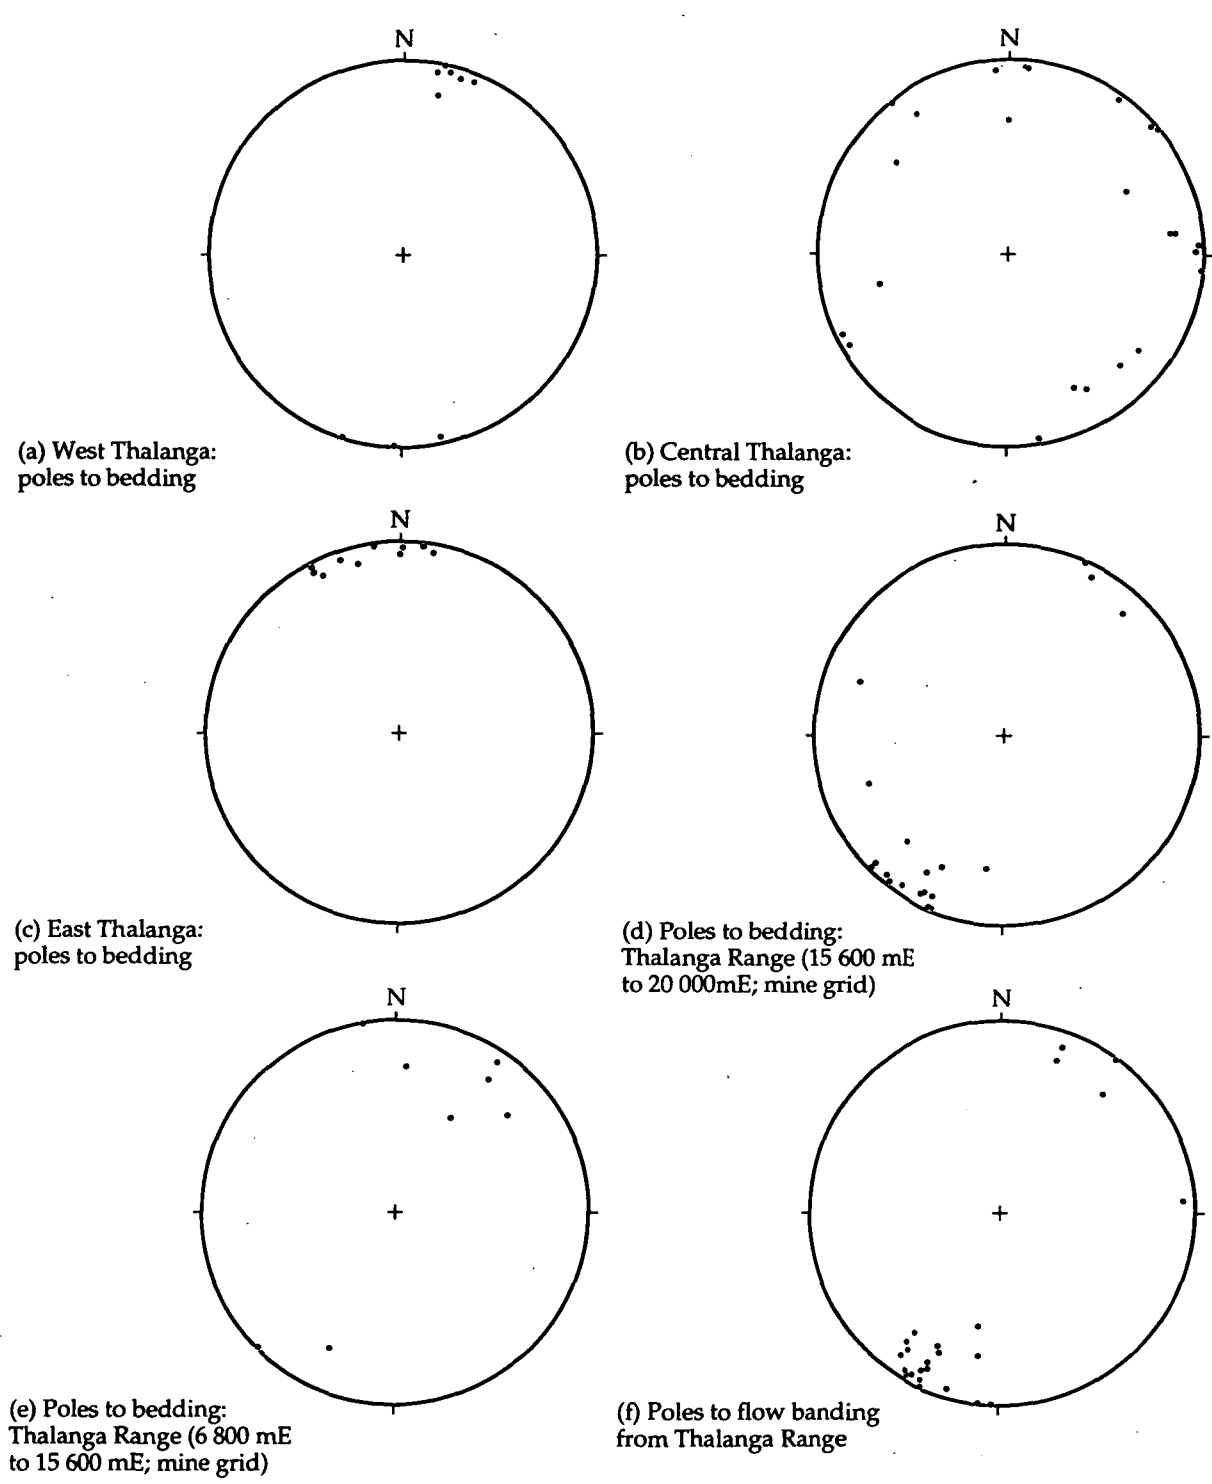 N
N
(a) West Thalanga:
poles to bedding
(b) Central Thalanga:
poles to bedding
N
N
(c) East Thalanga:
poles to bedding
(d) Poles to bedding:
Thalanga Range (15 600 mE
to 20 000mE; mine grid)
N
N
(e) Poles to bedding:
Thalanga Range (6 800 mE
to 15 600 mE; mine grid)
(f) Poles to flow banding
from Thalanga Range